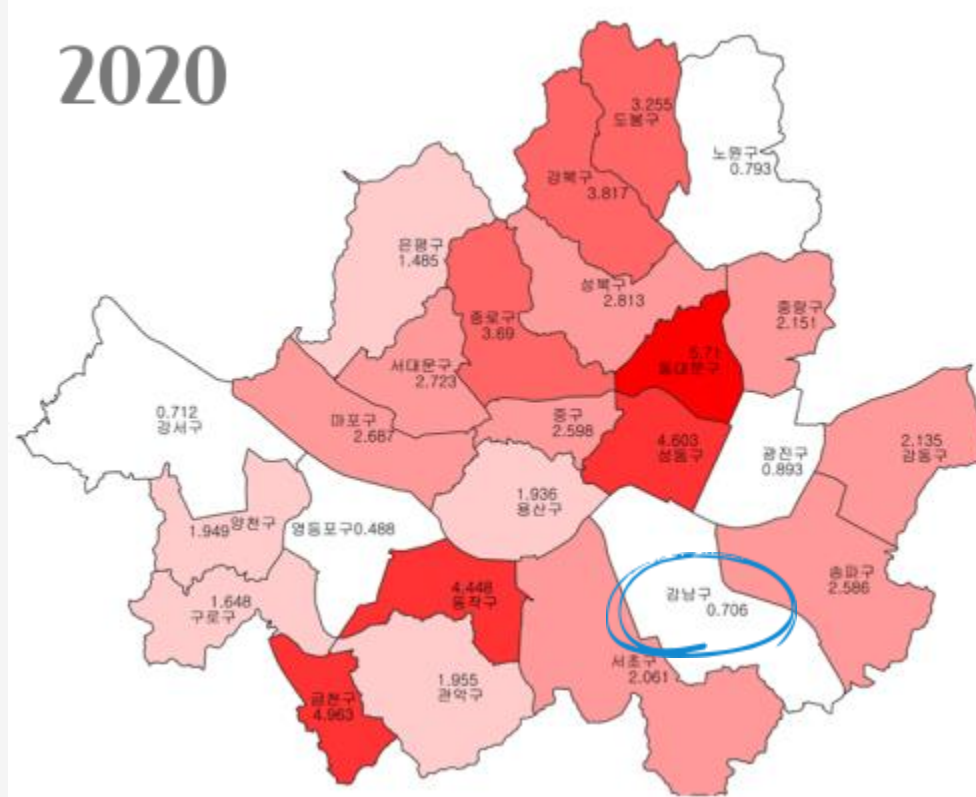 2020
3.255
도봉구
노원구
0.793
강북구
3.817
은평구
1.485
성북구
2.813
중랑구
2.151
종로구
3.69
서대문구
2.723
5.71
동대문구
0.712
강서구
마포구
2.687
중구
2.598
4.603
성동구
광진구
0.893
2.135
강동구
1.936
용산구
1.949 양천구
영등포구0.488
4.448
동작구
강남구
0.706
송파구
2.586
1.648
구로구
서초구
2.061
1.955
관악구
금천구
4.963